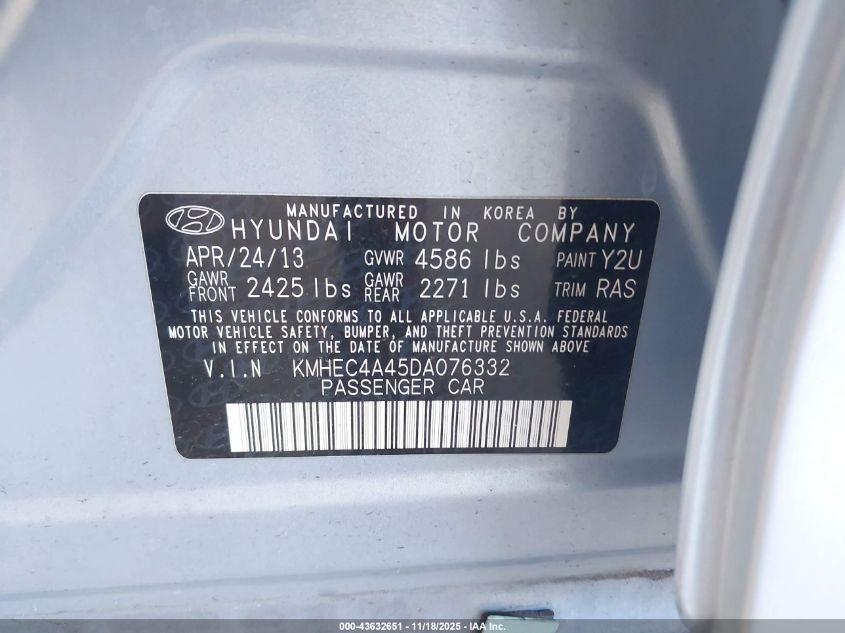 MANUFACTURED IN KOREA BY
HYUNDAI MOTOR COMPANY
APR/24/13 GVWR 4586 lbs PAINT Y2U
GAWR FRONT 2425 lbs GAWR REAR 2271 lbs TRIM RAS
THIS VEHICLE CONFORMS TO ALL APPLICABLE U.S.A. FEDERAL
MOTOR VEHICLE SAFETY, BUMPER, AND THEFT PREVENTION STANDARDS
IN EFFECT ON THE DATE OF MANUFACTURE SHOWN ABOVE
V.I.N KMHEC4A45DA076332
PASSENGER CAR
000-43632651 - 11/18/2025 - IAA Inc.